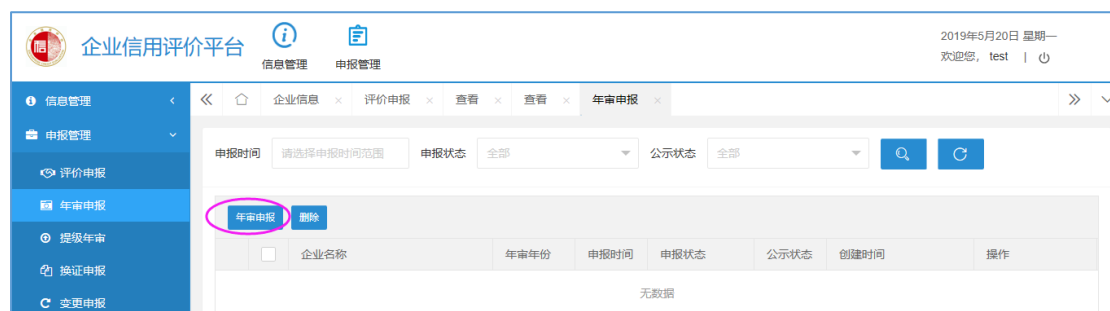 企业信用评价平台
信息管理
申报管理
2019年5月20日 星期一
欢迎您, test |
信息管理
企业信息 × 评价申报 × 查看 × 查看 × 年审申报 ×
申报管理
申报时间 请选择申报时间范围 申报状态 全部 公示状态 全部
评价申报
年审申报
年审申报 删除
提级年审
企业名称 年审年份 申报时间 申报状态 公示状态 创建时间 操作
换证申报
无数据
变更申报